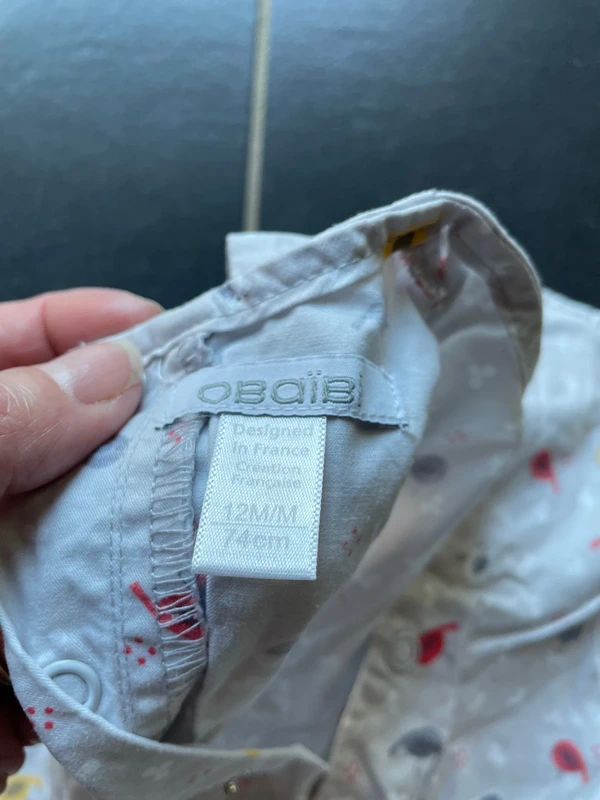 OBaïBi
Designed
In France
Création
Française
12M/M
74cm